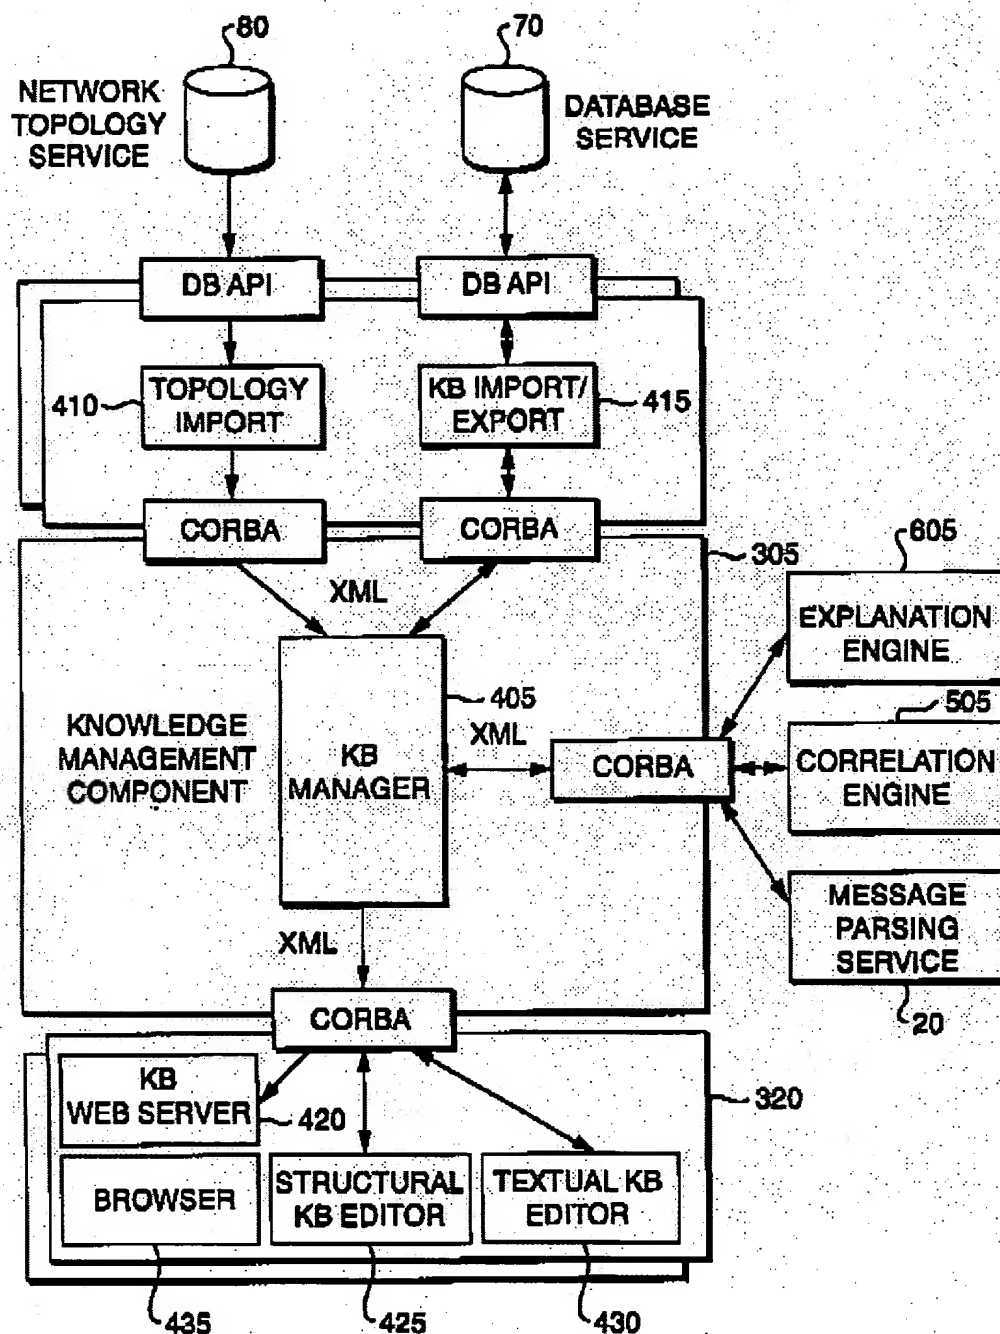 80
70
NETWORK
TOPOLOGY
SERVICE
DATABASE
SERVICE
DB API
DB API
410
TOPOLOGY
IMPORT
KB IMPORT/
EXPORT
415
CORBA
CORBA
305
605
XML
EXPLANATION
ENGINE
405
505
KNOWLEDGE
MANAGEMENT
COMPONENT
KB
MANAGER
XML
CORBA
CORRELATION
ENGINE
XML
MESSAGE
PARSING
SERVICE
20
CORBA
KB
WEB SERVER
420
320
BROWSER
STRUCTURAL
KB EDITOR
TEXTUAL KB
EDITOR
435
425
430